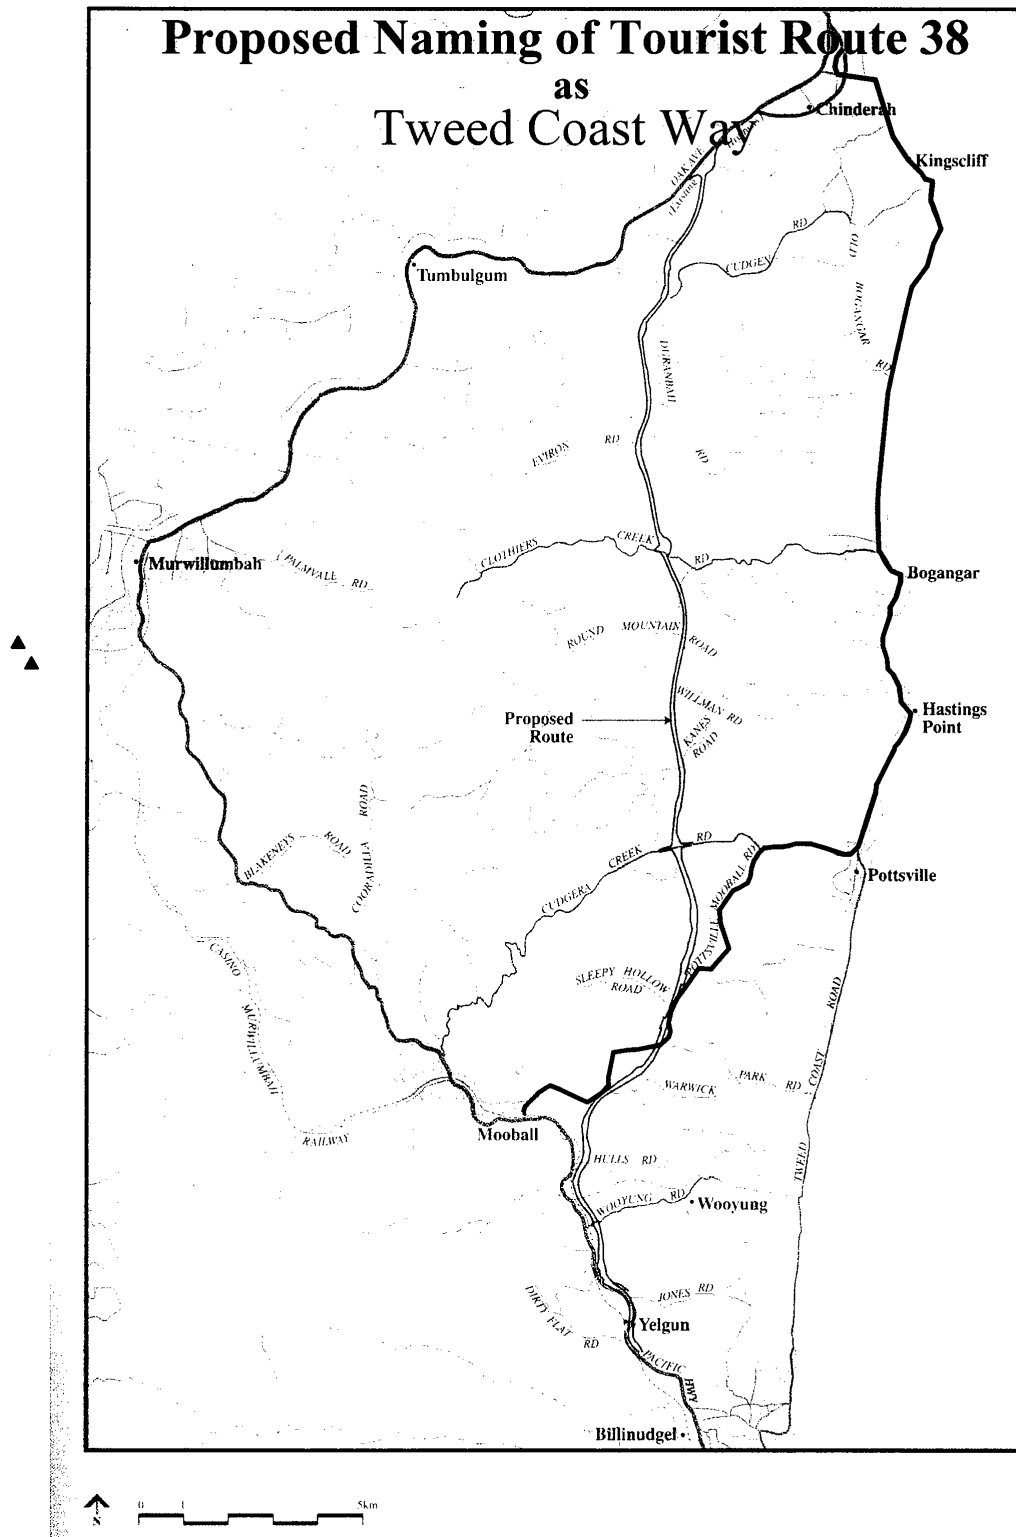 Proposed Naming of Tourist Route 38
as
Tweed Coast Way
Chinderah
Kingscliff
OAK AVE
(Existing
Highway)
RD
CUDGEN
OLD
BOGANGAR
RD
Tumbulgum
DURANBAH
RD
EVIRON RD
CLOTHIERS
CREEK
RD
Murwillumbah
PALMVALE RD
Bogangar
ROUND MOUNTAIN
ROAD
WILLMAN RD
KANES
ROAD
Proposed
Route
Hastings
Point
BLAKENEYS
ROAD
COORADILLA
ROAD
CUDGERA
CREEK
RD
POTTSVILLE MOOBALL RD
Pottsville
CASINO
MURWILLUMBAH
RAILWAY
SLEEPY HOLLOW
ROAD
WARWICK
PARK RD
TWEED
COAST
ROAD
Mooball
HULLS RD
WOOYUNG RD
Wooyung
DIRTY FLAT
RD
JONES RD
Yelgun
PACIFIC
HWY
Billinudgel
N
0 1 5km